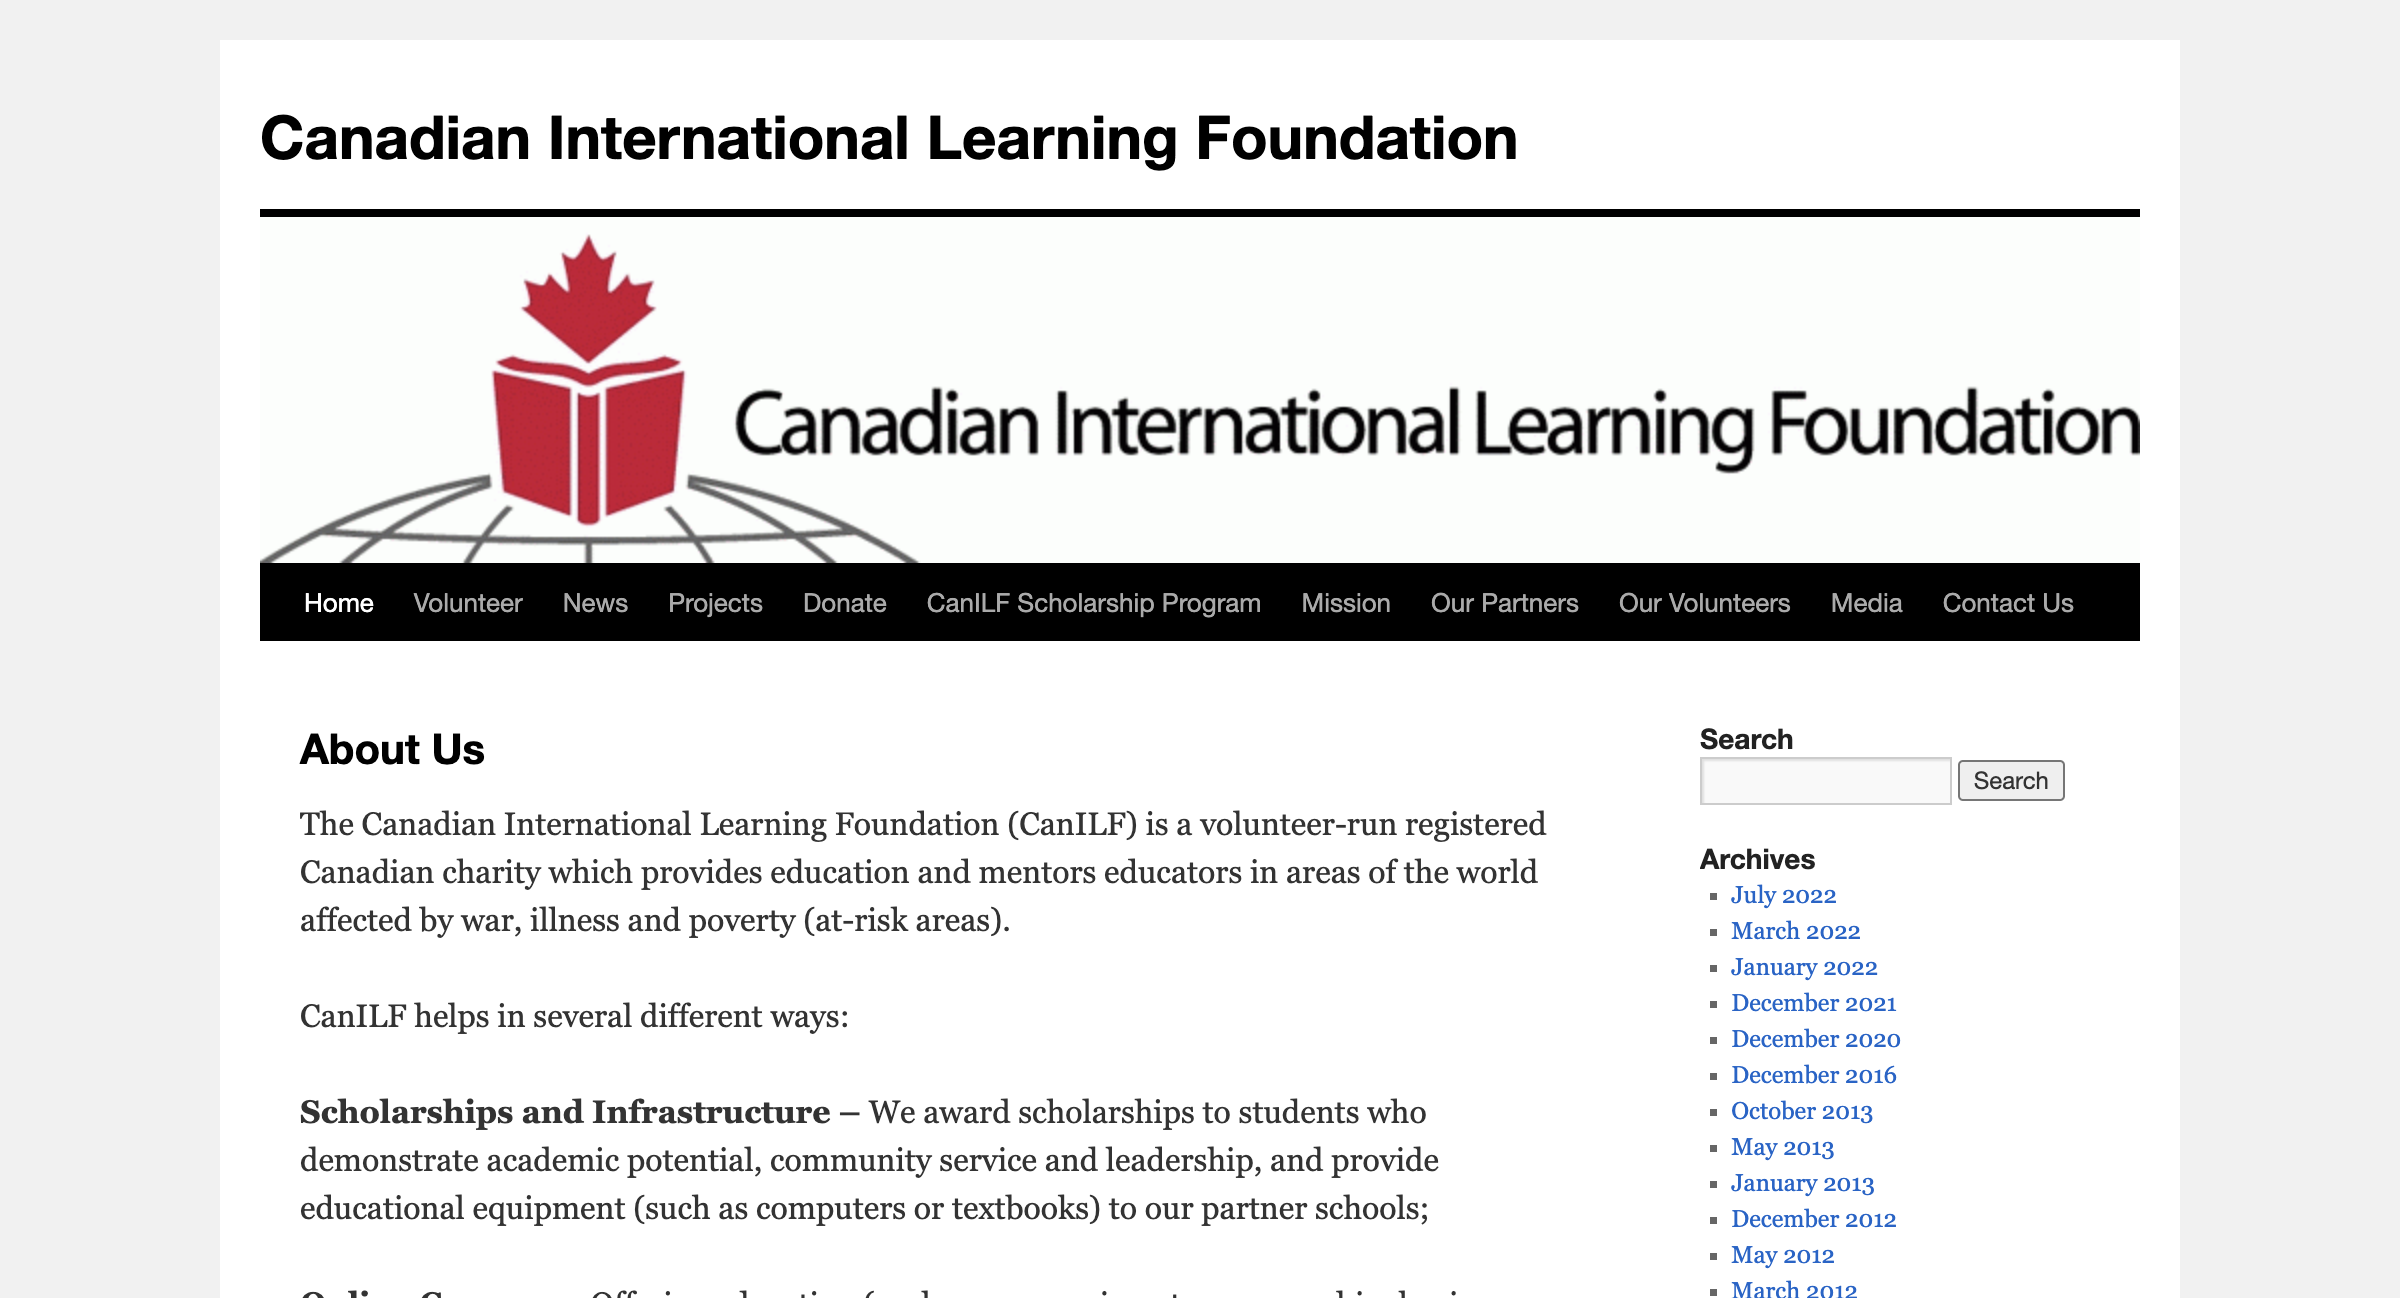 Canadian International Learning Foundation
Canadian International Learning Foundation
Home Volunteer News Projects Donate CanILF Scholarship Program Mission Our Partners Our Volunteers Media Contact Us
About Us
The Canadian International Learning Foundation (CanILF) is a volunteer-run registered
Canadian charity which provides education and mentors educators in areas of the world
affected by war, illness and poverty (at-risk areas).
CanILF helps in several different ways:
Scholarships and Infrastructure – We award scholarships to students who
demonstrate academic potential, community service and leadership, and provide
educational equipment (such as computers or textbooks) to our partner schools;
Search
Search
Archives
July 2022
March 2022
January 2022
December 2021
December 2020
December 2016
October 2013
May 2013
January 2013
December 2012
May 2012
March 2012